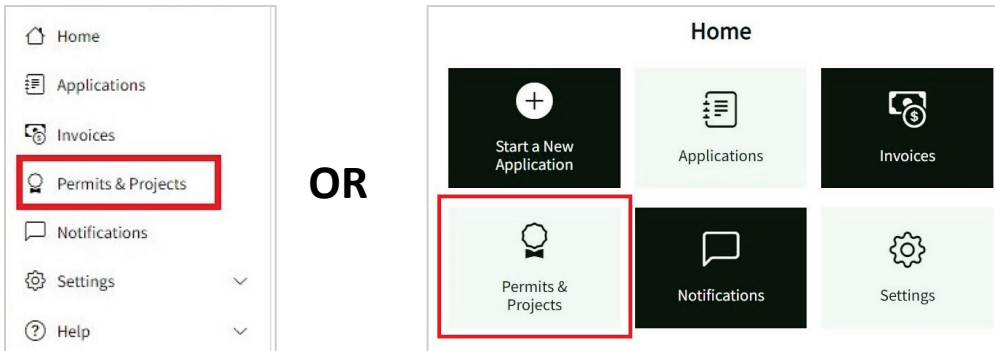 Home
Applications
Invoices
Permits & Projects
Notifications
Settings
Help
OR
Home
Start a New
Application
Applications
Invoices
Permits &
Projects
Notifications
Settings